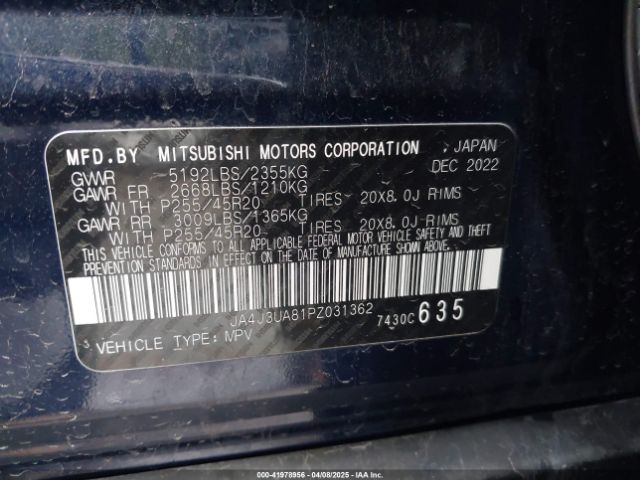 MFD.BY MITSUBISHI MOTORS CORPORATION , JAPAN
GVWR 5192LBS/2355KG DEC 2022
GAWR FR 2668LBS/1210KG
WITH P255/45R20 TIRES 20X8.0J RIMS
GAWR RR 3009LBS/1365KG
WITH P255/45R20 TIRES 20X8.0J RIMS
THIS VEHICLE CONFORMS TO ALL APPLICABLE FEDERAL MOTOR VEHICLE SAFETY AND THEFT
PREVENTION STANDARDS IN EFFECT ON THE DATE OF MANUFACTURE SHOWN ABOVE.
JA4J3UA81PZ031362
7430C635
VEHICLE TYPE: MPV
000-41978956 - 04/08/2025 - IAA Inc.